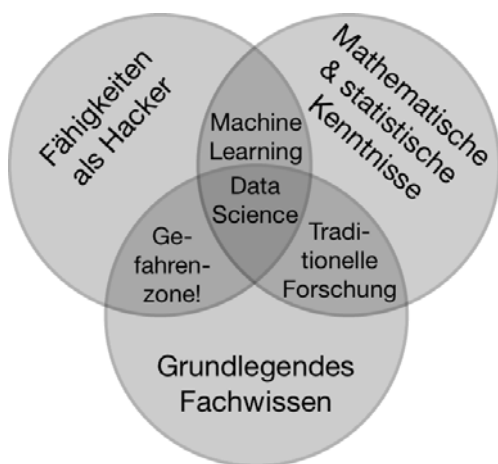 Fähigkeiten
als Hacker
Mathematische
& statistische
Kenntnisse
Machine
Learning
Data
Science
Ge-
fahren-
zone!
Tradi-
tionelle
Forschung
Grundlegendes
Fachwissen